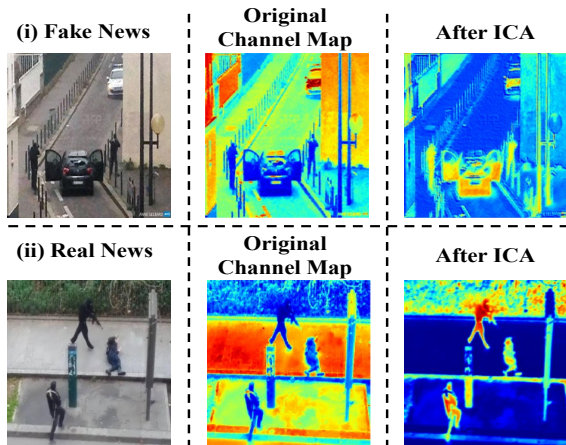 (i) Fake News
Original
Channel Map
After ICA
(ii) Real News
Original
Channel Map
After ICA